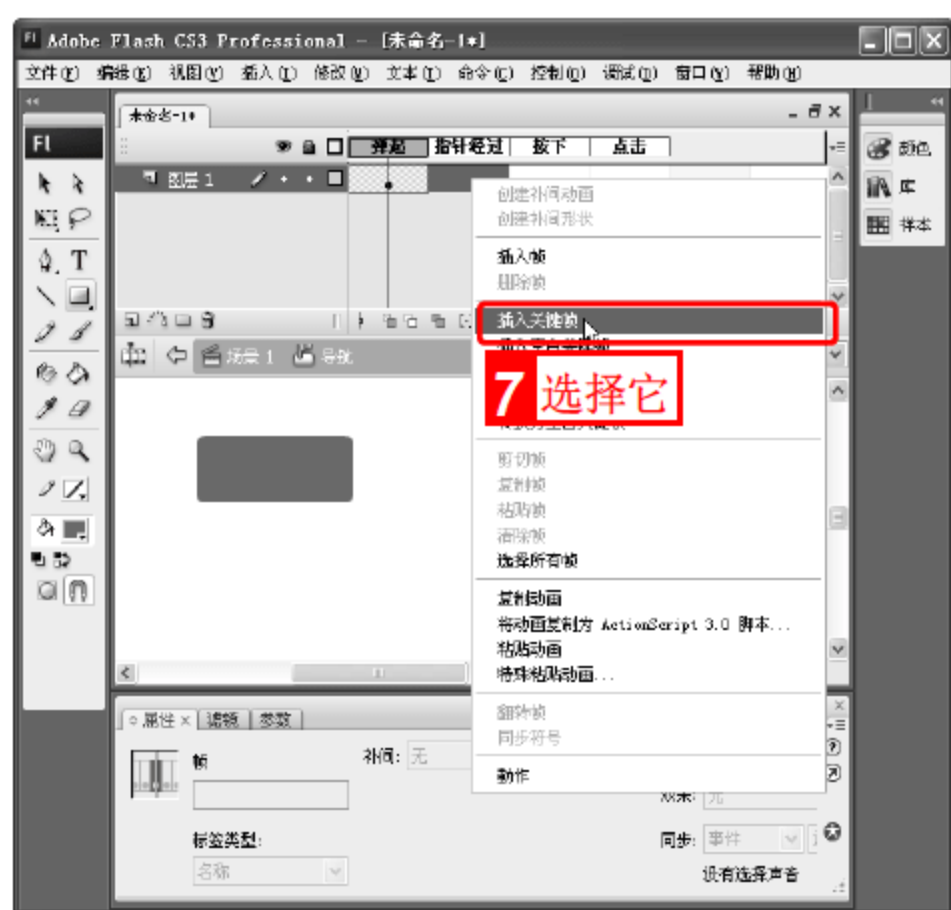 Adobe Flash CS3 Professional - [未命名-1*]
文件(F) 编辑(E) 视图(V) 插入(I) 修改(M) 文本(T) 命令(C) 控制(O) 调试(D) 窗口(W) 帮助(H)
未命名-1*
Fl
弹起 指针经过 按下 点击
图层 1
颜色
库
样本
T
创建补间动画
创建补间形状
插入帧
删除帧
插入关键帧
场景 1 导航
7 选择它
剪切帧
复制帧
粘贴帧
清除帧
选择所有帧
复制动画
将动画复制为 ActionScript 3.0 脚本...
粘贴动画
特殊粘贴动画...
翻转帧
同步符号
動作
属性 × 滤镜 参数
帧
补间: 无
标签类型:
名称
同步: 事件
没有选择声音